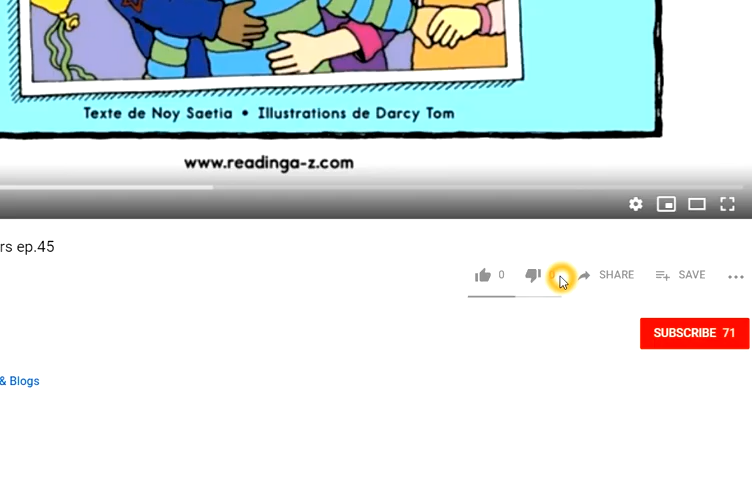 Texte de Noy Saetia • Illustrations de Darcy Tom
www.readinga-z.com
rs ep.45
0 SHARE SAVE
SUBSCRIBE 71
& Blogs